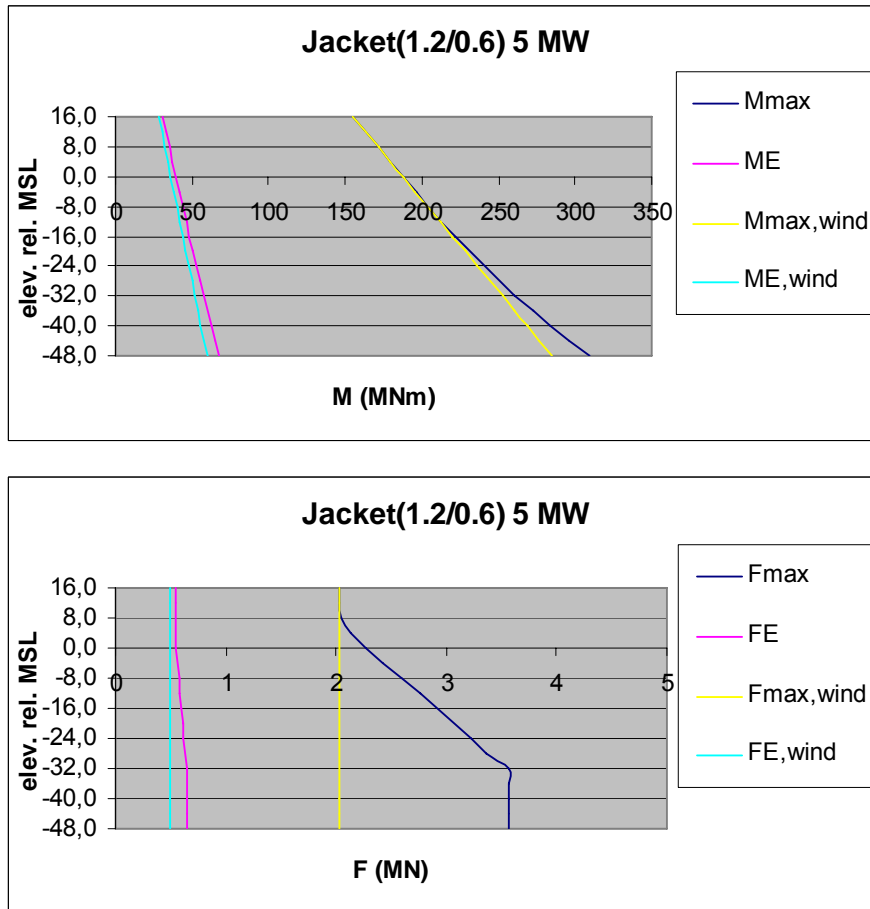 Jacket(1.2/0.6) 5 MW
elev. rel. MSL
16,0
8,0
0,0
-8,0
-16,0
-24,0
-32,0
-40,0
-48,0
0 50 100 150 200 250 300 350
M (MNm)
Mmax
ME
Mmax,wind
ME,wind
Jacket(1.2/0.6) 5 MW
elev. rel. MSL
16,0
8,0
0,0
-8,0
-16,0
-24,0
-32,0
-40,0
-48,0
0 1 2 3 4 5
F (MN)
Fmax
FE
Fmax,wind
FE,wind